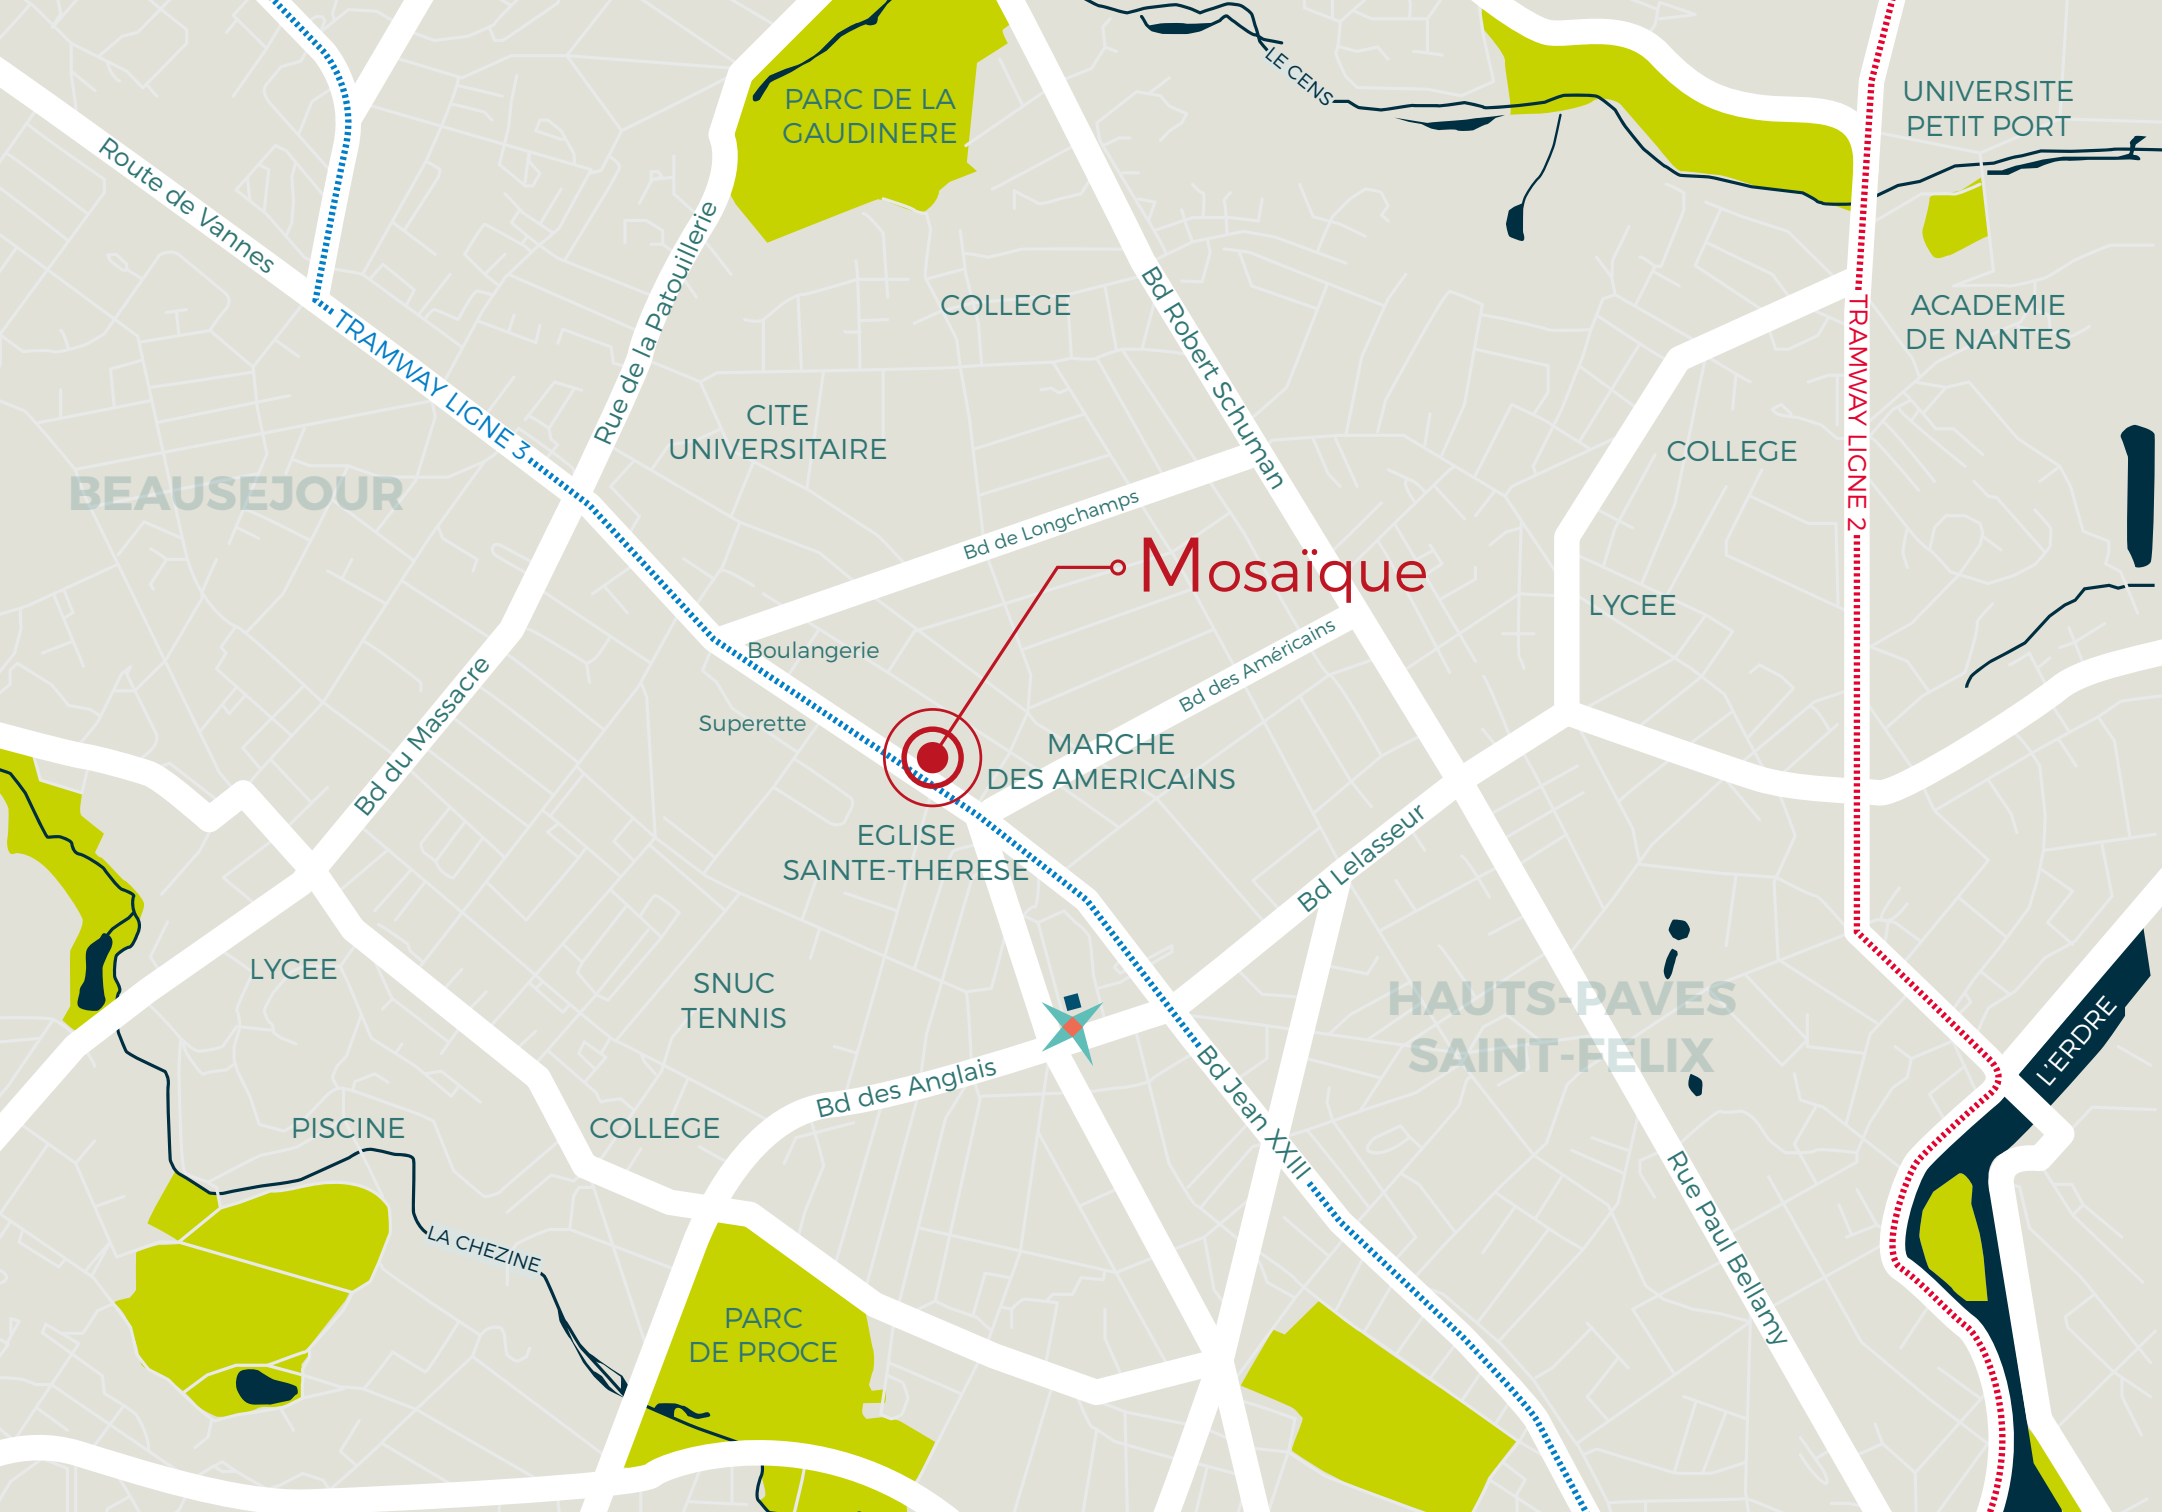 LE CENS
PARC DE LA
GAUDINERE
UNIVERSITE
PETIT PORT
Route de Vannes
Rue de la Patouillerie
COLLEGE
Bd Robert Schuman
ACADEMIE
DE NANTES
TRAMWAY LIGNE 3
TRAMWAY LIGNE 2
CITE
UNIVERSITAIRE
COLLEGE
BEAUSEJOUR
Bd de Longchamps
Mosaïque
LYCEE
Boulangerie
Bd des Américains
Superette
Bd du Massacre
MARCHE
DES AMERICAINS
EGLISE
SAINTE-THERESE
Bd Lelasseur
LYCEE
SNUC
TENNIS
HAUTS-PAVES
SAINT-FELIX
L'ERDRE
Bd des Anglais
Bd Jean XXIII
PISCINE
COLLEGE
Rue Paul Bellamy
LA CHEZINE
PARC
DE PROCE